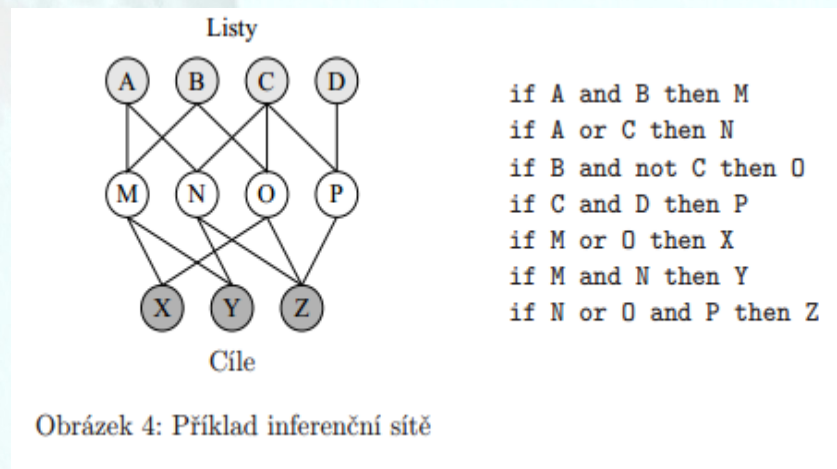 Listy
A B C D
M N O P
X Y Z
Cíle
if A and B then M
if A or C then N
if B and not C then O
if C and D then P
if M or O then X
if M and N then Y
if N or O and P then Z
Obrázek 4: Příklad inferenční sítě